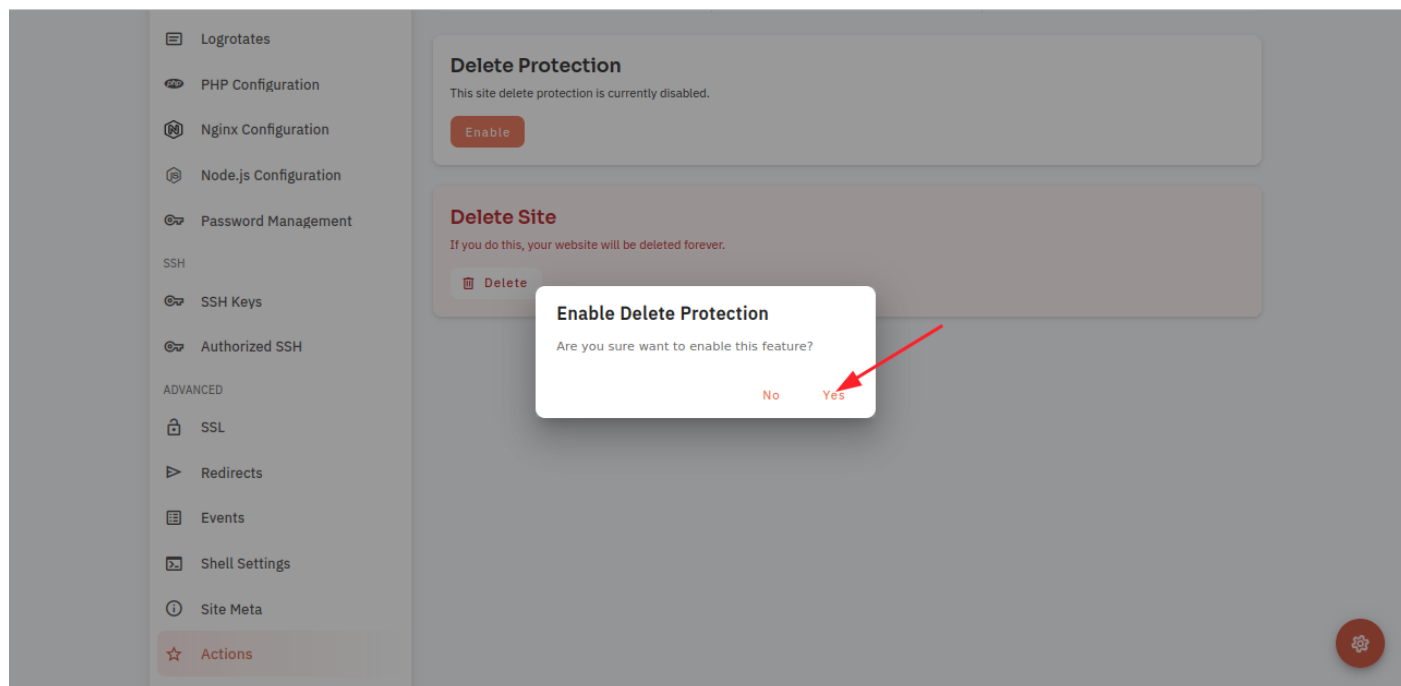 Logrotates
PHP Configuration
Nginx Configuration
Node.js Configuration
Password Management
SSH
SSH Keys
Authorized SSH
ADVANCED
SSL
Redirects
Events
Shell Settings
Site Meta
Actions
Delete Protection
This site delete protection is currently disabled.
Enable
Delete Site
If you do this, your website will be deleted forever.
Delete
Enable Delete Protection
Are you sure want to enable this feature?
No Yes